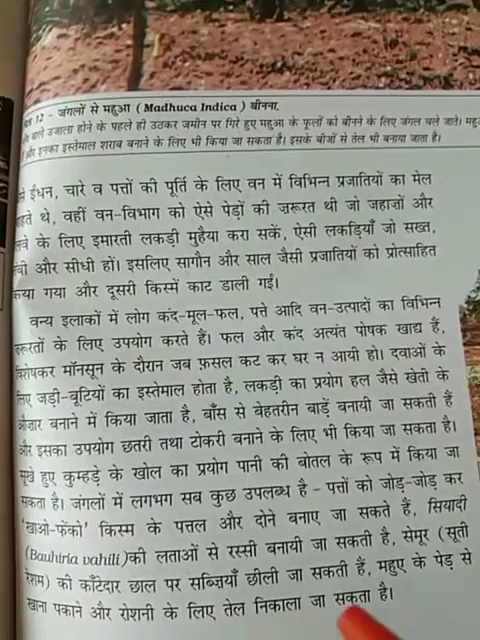 12 - जंगलों से महुआ ( Madhuca Indica ) बीनना.
वाले उजाला होने के पहले ही उठकर जमीन पर गिरे हुए महुआ के फूलों को बीनने के लिए जंगल चले जाते।
और इनका इस्तेमाल शराब बनाने के लिए भी किया जा सकता है। इसके बीजों से तेल भी बनाया जाता है।
ईंधन, चारे व पत्तों की पूर्ति के लिए वन में विभिन्न प्रजातियों का मेल
थे, वहीं वन-विभाग को ऐसे पेड़ों की ज़रूरत थी जो जहाज़ों और
के लिए इमारती लकड़ी मुहैया करा सकें, ऐसी लकड़ियाँ जो सख्त,
और सीधी हों। इसलिए सागौन और साल जैसी प्रजातियों को प्रोत्साहित
किया गया और दूसरी किस्में काट डाली गईं।
वन्य इलाकों में लोग कंद-मूल-फल, पत्ते आदि वन-उत्पादों का विभिन्न
ज़रूरतों के लिए उपयोग करते हैं। फल और कंद अत्यंत पोषक खाद्य हैं,
विशेषकर मॉनसून के दौरान जब फ़सल कट कर घर न आयी हो। दवाओं के
लिए जड़ी-बूटियों का इस्तेमाल होता है, लकड़ी का प्रयोग हल जैसे खेती के
औज़ार बनाने में किया जाता है, बाँस से बेहतरीन बाड़ें बनायी जा सकती हैं
और इसका उपयोग छतरी तथा टोकरी बनाने के लिए भी किया जा सकता है।
सूखे हुए कुम्हड़े के खोल का प्रयोग पानी की बोतल के रूप में किया जा
सकता है। जंगलों में लगभग सब कुछ उपलब्ध है – पत्तों को जोड़-जोड़ कर
'खाओ-फेंको' किस्म के पत्तल और दोने बनाए जा सकते हैं, सियादी
(Bauhiria vahili) की लताओं से रस्सी बनायी जा सकती है, सेमूर (सूती
रेशम) की काँटेदार छाल पर सब्ज़ियाँ छीली जा सकती हैं, महुए के पेड़ से
खाना पकाने और रोशनी के लिए तेल निकाला जा सकता है।